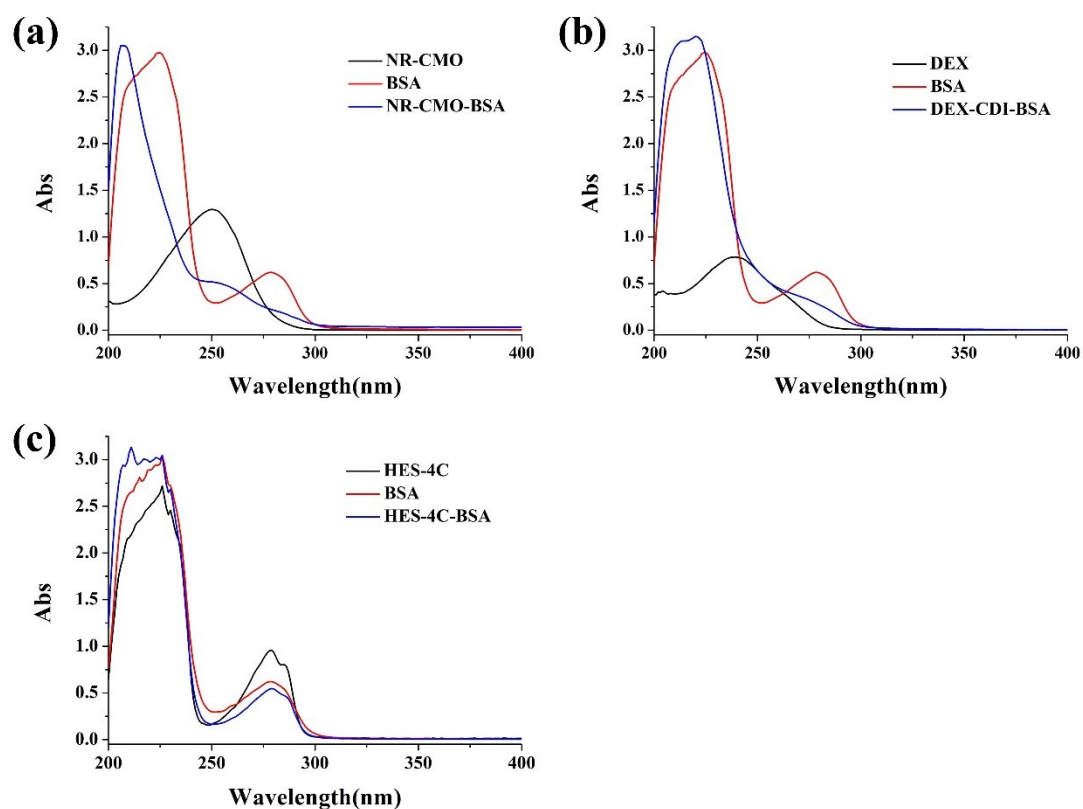 (a)
3.0
2.5
2.0
1.5
1.0
0.5
0.0
Abs
NR-CMO
BSA
NR-CMO-BSA
200 250 300 350 400
Wavelength(nm)
(b)
3.0
2.5
2.0
1.5
1.0
0.5
0.0
Abs
DEX
BSA
DEX-CDI-BSA
200 250 300 350 400
Wavelength(nm)
(c)
3.0
2.5
2.0
1.5
1.0
0.5
0.0
Abs
HES-4C
BSA
HES-4C-BSA
200 250 300 350 400
Wavelength(nm)